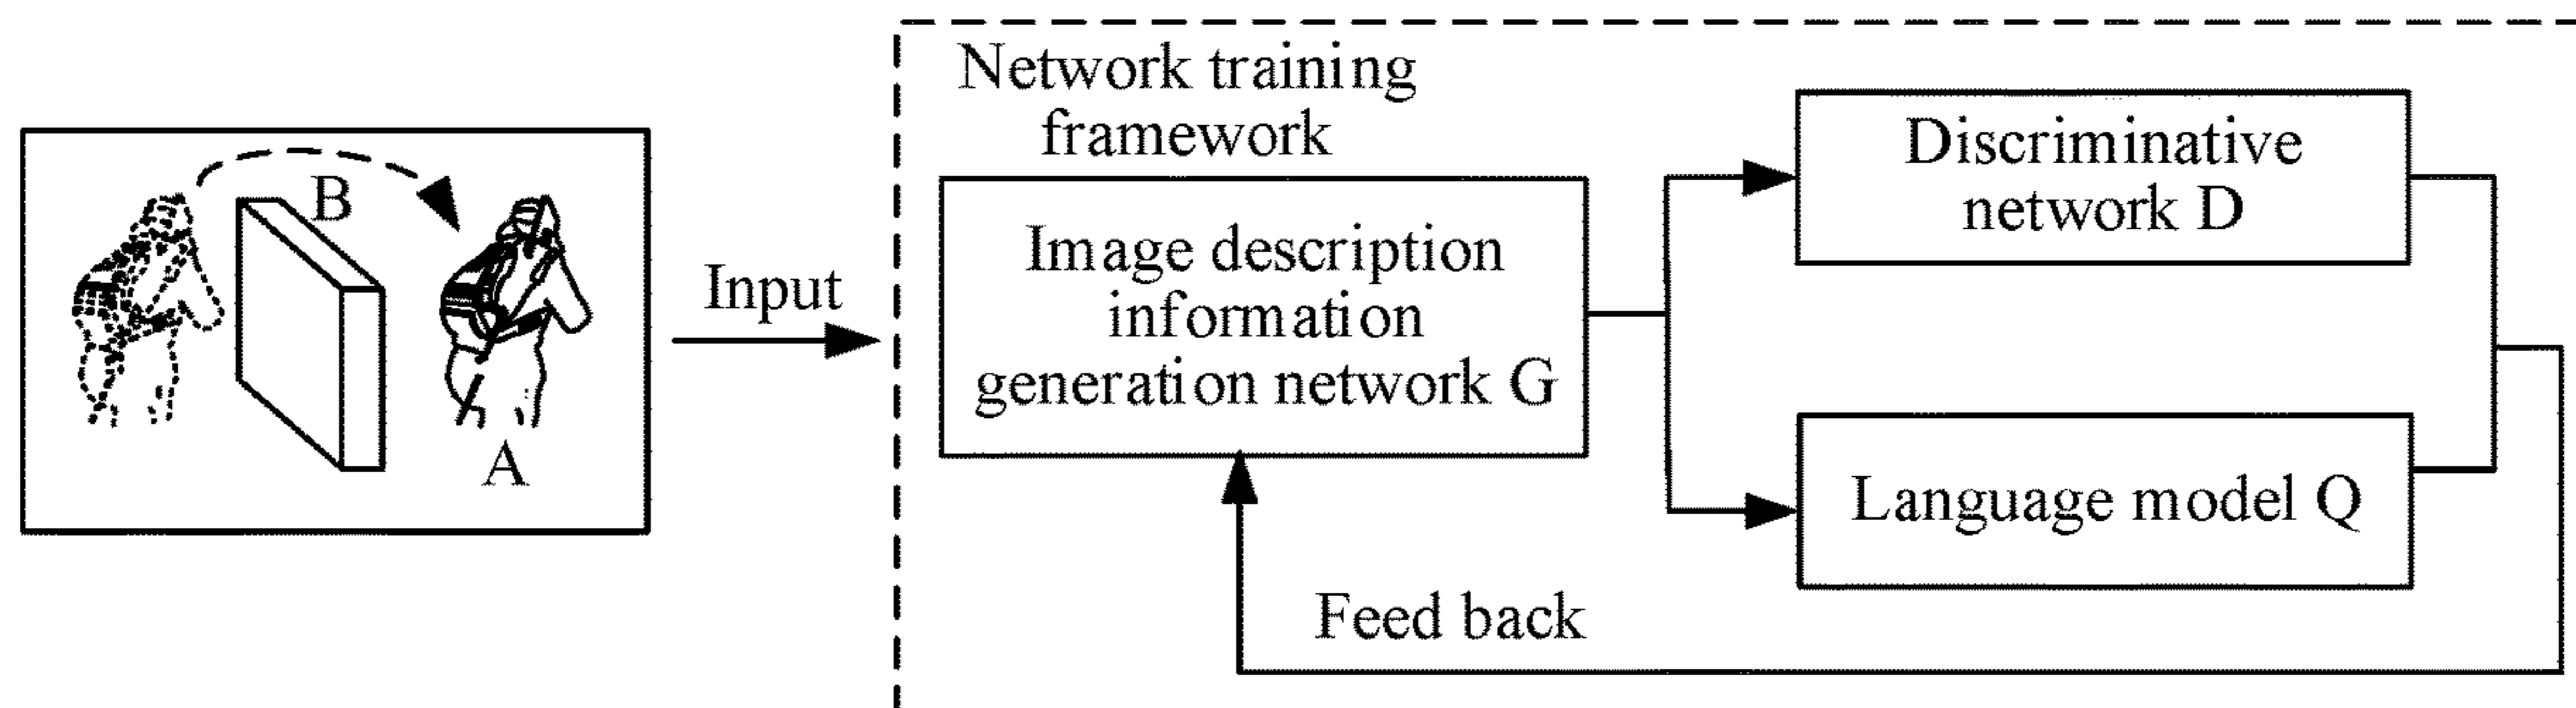 B
A
Input
Network training
framework
Image description
information
generation network G
Discriminative
network D
Language model Q
Feed back